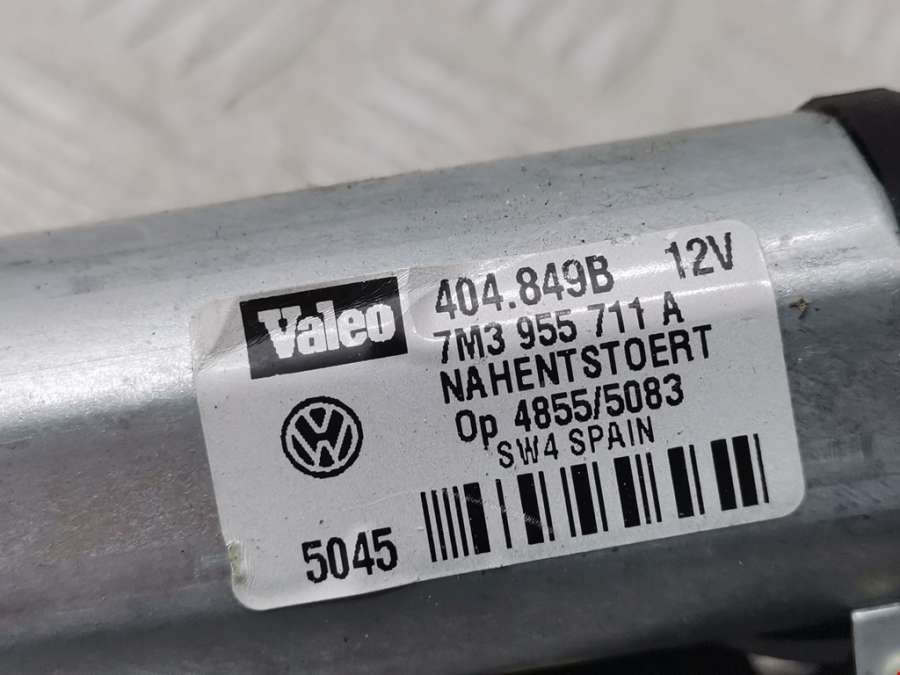 Valeo
404.849B 12V
7M3 955 711 A
NAHENTSTOERT
Op 4855/5083
SW4 SPAIN
5045